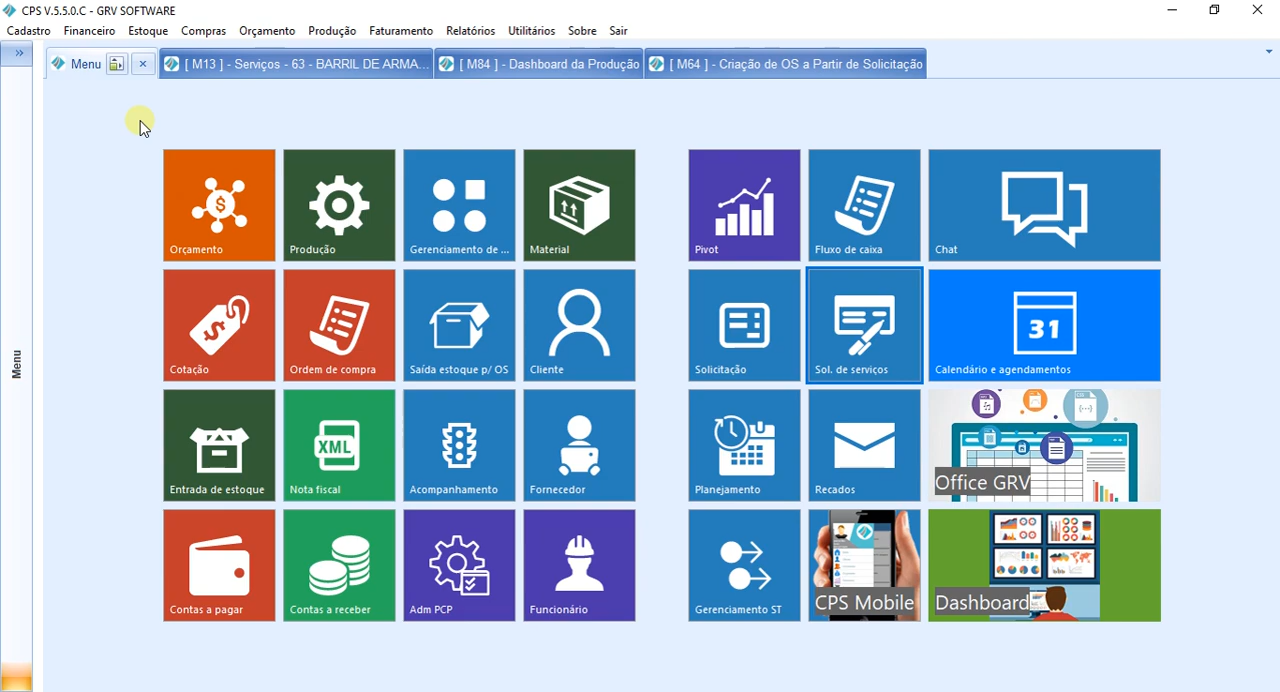 CPS V.5.5.0.C - GRV SOFTWARE
Cadastro Financeiro Estoque Compras Orçamento Produção Faturamento Relatórios Utilitários Sobre Sair
» Menu [ M13 ] - Serviços - 63 - BARRIL DE ARMA... [ M84 ] - Dashboard da Produção [ M64 ] - Criação de OS a Partir de Solicitação
Menu
Orçamento Produção Gerenciamento de ... Material Pivot Fluxo de caixa Chat
$
31
Cotação Ordem de compra Saída estoque p/ OS Cliente Solicitação Sol. de serviços Calendário e agendamentos
XML
Office GRV
Entrada de estoque Nota fiscal Acompanhamento Fornecedor Planejamento Recados
CPS Mobile Dashboard
Contas a pagar Contas a receber Adm PCP Funcionário Gerenciamento ST